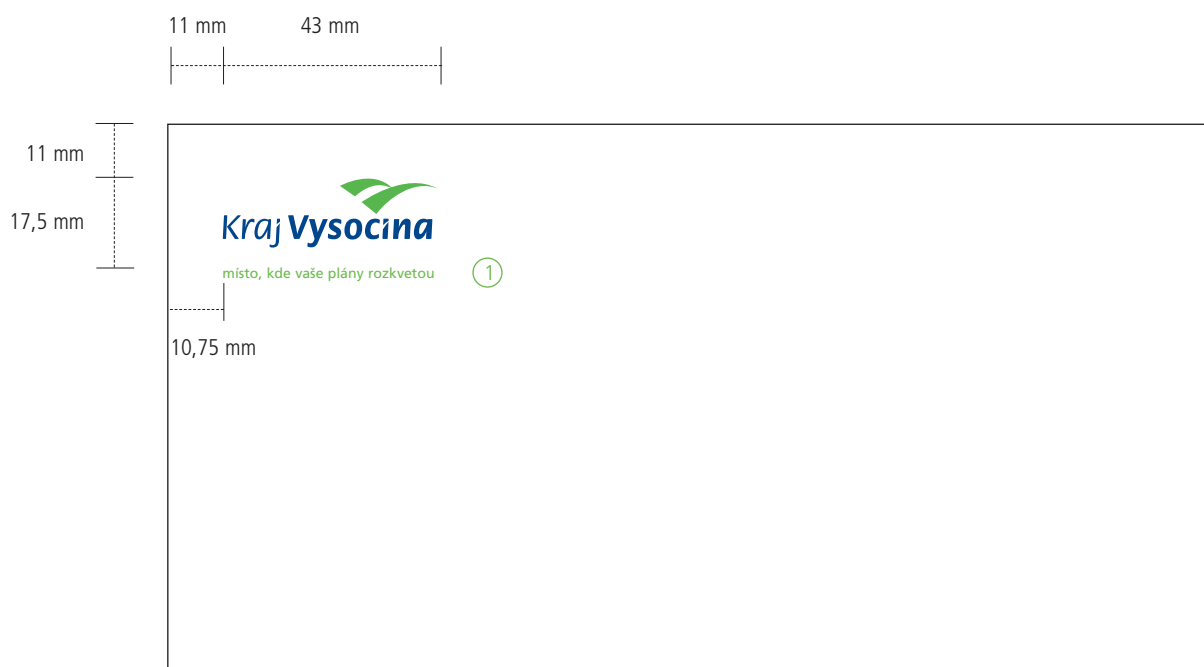 11 mm 43 mm
11 mm
17,5 mm
Kraj Vysočina
místo, kde vaše plány rozkvetou 1
10,75 mm